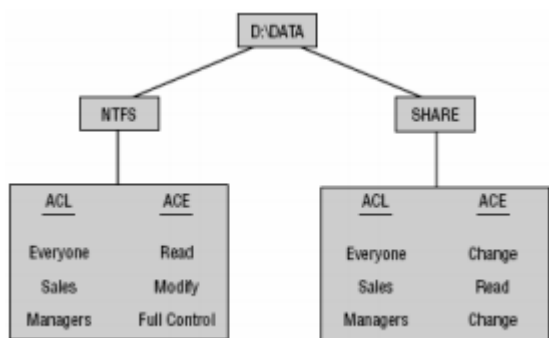 D:\DATA
NTFS
SHARE
ACL ACE
Everyone Read
Sales Modify
Managers Full Control
ACL ACE
Everyone Change
Sales Read
Managers Change